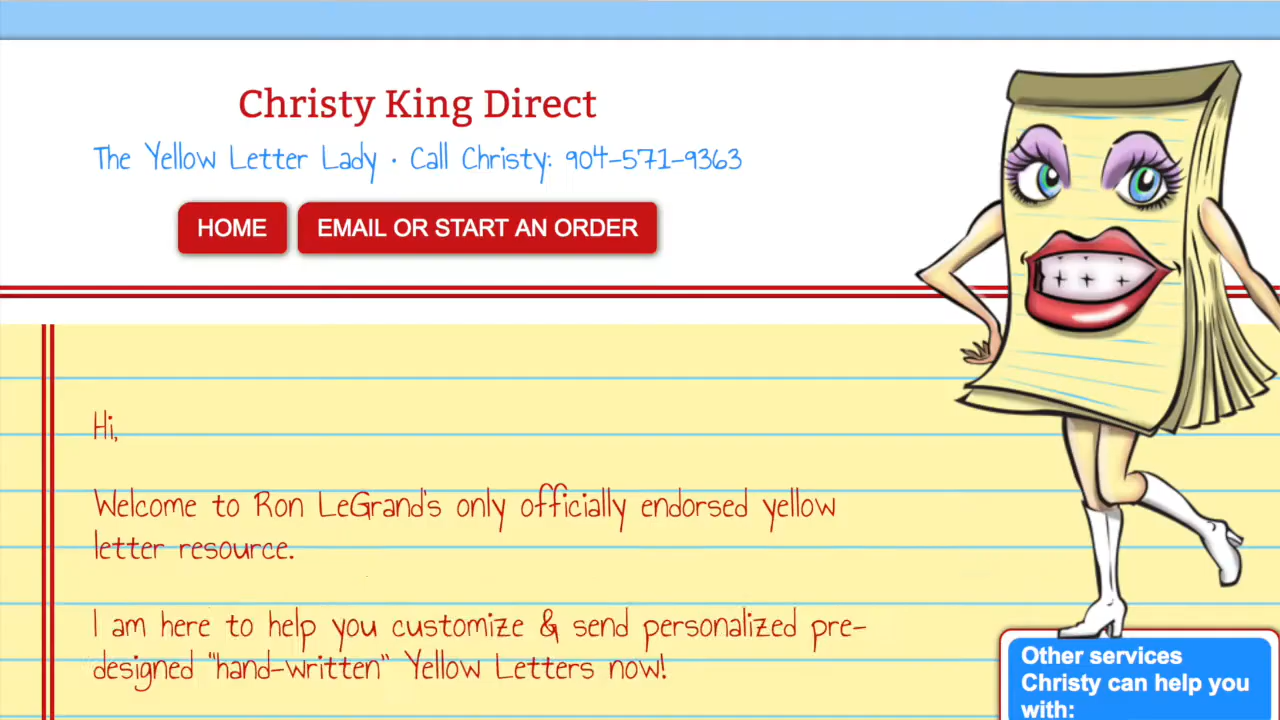 Christy King Direct
The Yellow Letter Lady · Call Christy: 904-571-9363
HOME
EMAIL OR START AN ORDER
Hi,
Welcome to Ron LeGrand's only officially endorsed yellow
letter resource.
I am here to help you customize & send personalized pre-
designed "hand-written" Yellow Letters now!
Other services
Christy can help you
with: